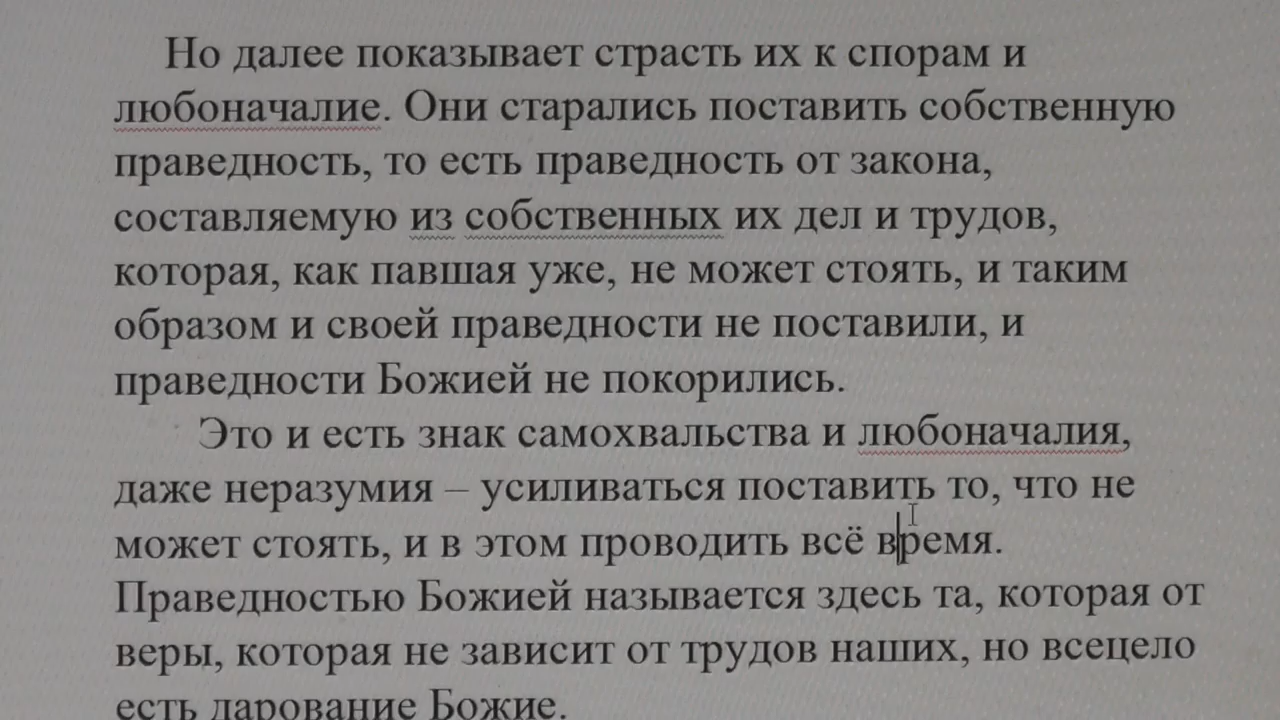 Но далее показывает страсть их к спорам и
любоначалие. Они старались поставить собственную
праведность, то есть праведность от закона,
составляемую из собственных их дел и трудов,
которая, как павшая уже, не может стоять, и таким
образом и своей праведности не поставили, и
праведности Божией не покорились.
Это и есть знак самохвальства и любоначалия,
даже неразумия – усиливаться поставить то, что не
может стоять, и в этом проводить всё время.
Праведностью Божией называется здесь та, которая от
веры, которая не зависит от трудов наших, но всецело
есть дарование Божие.